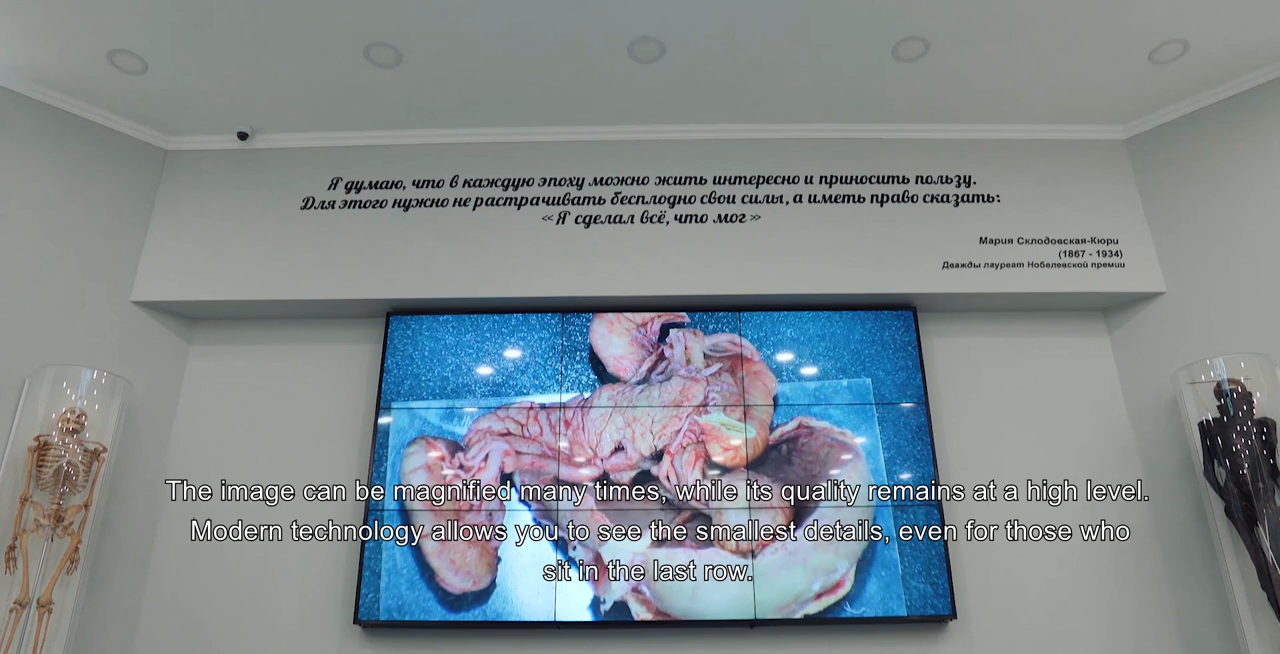 Я думаю, что в каждую эпоху можно жить интересно и приносить пользу.
Для этого нужно не растрачивать бесплодно свои силы, а иметь право сказать:
«Я сделал всё, что мог»
Мария Склодовская-Кюри
(1867 - 1934)
Дважды лауреат Нобелевской премии
The image can be magnified many times, while its quality remains at a high level.
Modern technology allows you to see the smallest details, even for those who
sit in the last row.